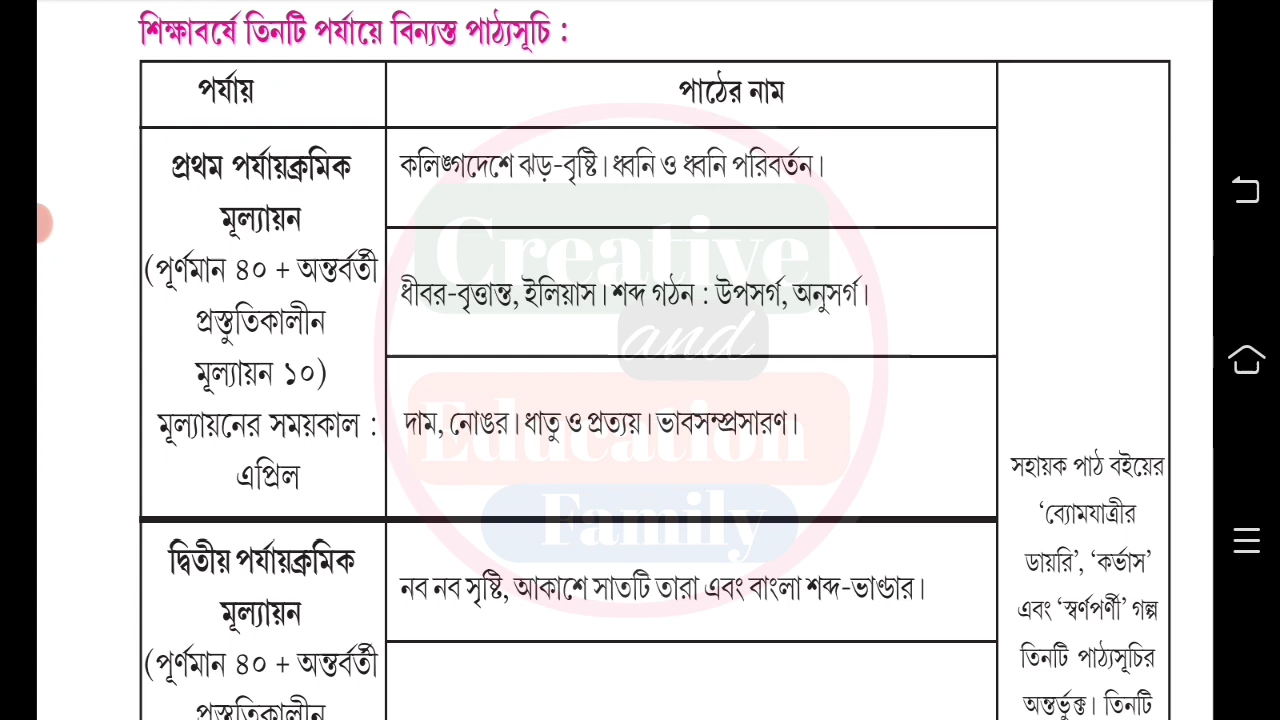 শিক্ষাবর্ষে তিনটি পর্যায়ে বিন্যস্ত পাঠ্যসূচি :
পর্যায়
পাঠের নাম
প্রথম পর্যায়ক্রমিক
মূল্যায়ন
(পূর্ণমান ৪০ + অন্তর্বর্তী
প্রস্তুতিকালীন
মূল্যায়ন ১০)
মূল্যায়নের সময়কাল :
এপ্রিল
কলিঙ্গদেশে ঝড়-বৃষ্টি। ধ্বনি ও ধ্বনি পরিবর্তন।
ধীবর-বৃত্তান্ত, ইলিয়াস। শব্দ গঠন : উপসর্গ, অনুসর্গ।
দাম, নোঙর। ধাতু ও প্রত্যয়। ভাবসম্প্রসারণ।
দ্বিতীয় পর্যায়ক্রমিক
মূল্যায়ন
(পূর্ণমান ৪০ + অন্তর্বর্তী
প্রস্তুতিকালীন
নব নব সৃষ্টি, আকাশে সাতটি তারা এবং বাংলা শব্দ-ভাণ্ডার।
সহায়ক পাঠ বইয়ের
‘ব্যোমযাত্রীর
ডায়রি’, ‘কর্ভাস’
এবং ‘স্বর্ণপর্ণী’ গল্প
তিনটি পাঠ্যসূচির
অন্তর্ভুক্ত। তিনটি
Creative
and
Education
Family